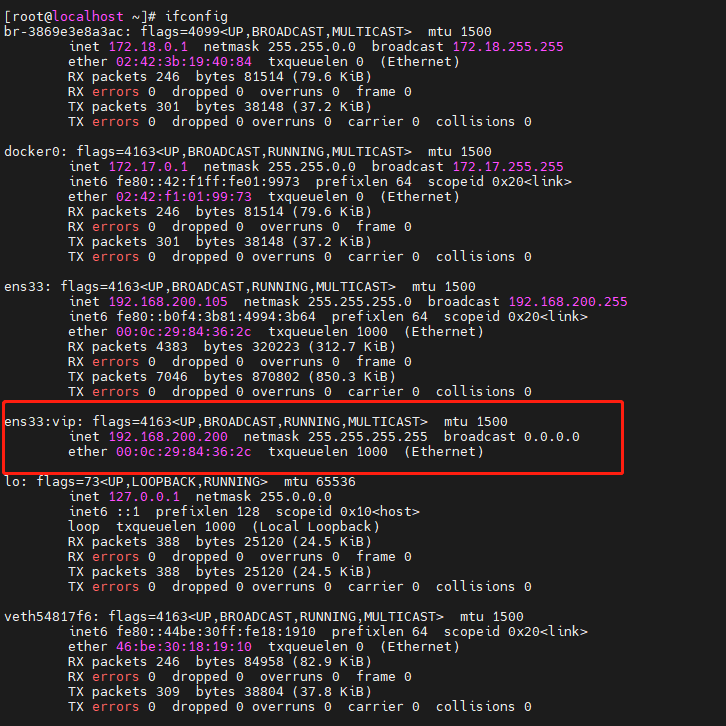 [root@localhost ~]# ifconfig
br-3869e3e8a3ac: flags=4099<UP,BROADCAST,MULTICAST>  mtu 1500
        inet 172.18.0.1  netmask 255.255.0.0  broadcast 172.18.255.255
        ether 02:42:3b:19:40:84  txqueuelen 0  (Ethernet)
        RX packets 246  bytes 81514 (79.6 KiB)
        RX errors 0  dropped 0  overruns 0  frame 0
        TX packets 301  bytes 38148 (37.2 KiB)
        TX errors 0  dropped 0 overruns 0  carrier 0  collisions 0

docker0: flags=4163<UP,BROADCAST,RUNNING,MULTICAST>  mtu 1500
        inet 172.17.0.1  netmask 255.255.0.0  broadcast 172.17.255.255
        inet6 fe80::42:f1ff:fe01:9973  prefixlen 64  scopeid 0x20<link>
        ether 02:42:f1:01:99:73  txqueuelen 0  (Ethernet)
        RX packets 246  bytes 81514 (79.6 KiB)
        RX errors 0  dropped 0  overruns 0  frame 0
        TX packets 301  bytes 38148 (37.2 KiB)
        TX errors 0  dropped 0 overruns 0  carrier 0  collisions 0

ens33: flags=4163<UP,BROADCAST,RUNNING,MULTICAST>  mtu 1500
        inet 192.168.200.105  netmask 255.255.255.0  broadcast 192.168.200.255
        inet6 fe80::b0f4:3b81:4994:3b64  prefixlen 64  scopeid 0x20<link>
        ether 00:0c:29:84:36:2c  txqueuelen 1000  (Ethernet)
        RX packets 4383  bytes 320223 (312.7 KiB)
        RX errors 0  dropped 0  overruns 0  frame 0
        TX packets 7046  bytes 870802 (850.3 KiB)
        TX errors 0  dropped 0 overruns 0  carrier 0  collisions 0

ens33:vip: flags=4163<UP,BROADCAST,RUNNING,MULTICAST>  mtu 1500
        inet 192.168.200.200  netmask 255.255.255.255  broadcast 0.0.0.0
        ether 00:0c:29:84:36:2c  txqueuelen 1000  (Ethernet)

lo: flags=73<UP,LOOPBACK,RUNNING>  mtu 65536
        inet 127.0.0.1  netmask 255.0.0.0
        inet6 ::1  prefixlen 128  scopeid 0x10<host>
        loop  txqueuelen 1000  (Local Loopback)
        RX packets 388  bytes 25120 (24.5 KiB)
        RX errors 0  dropped 0  overruns 0  frame 0
        TX packets 388  bytes 25120 (24.5 KiB)
        TX errors 0  dropped 0 overruns 0  carrier 0  collisions 0

veth54817f6: flags=4163<UP,BROADCAST,RUNNING,MULTICAST>  mtu 1500
        inet6 fe80::44be:30ff:fe18:1910  prefixlen 64  scopeid 0x20<link>
        ether 46:be:30:18:19:10  txqueuelen 0  (Ethernet)
        RX packets 246  bytes 84958 (82.9 KiB)
        RX errors 0  dropped 0  overruns 0  frame 0
        TX packets 309  bytes 38804 (37.8 KiB)
        TX errors 0  dropped 0 overruns 0  carrier 0  collisions 0